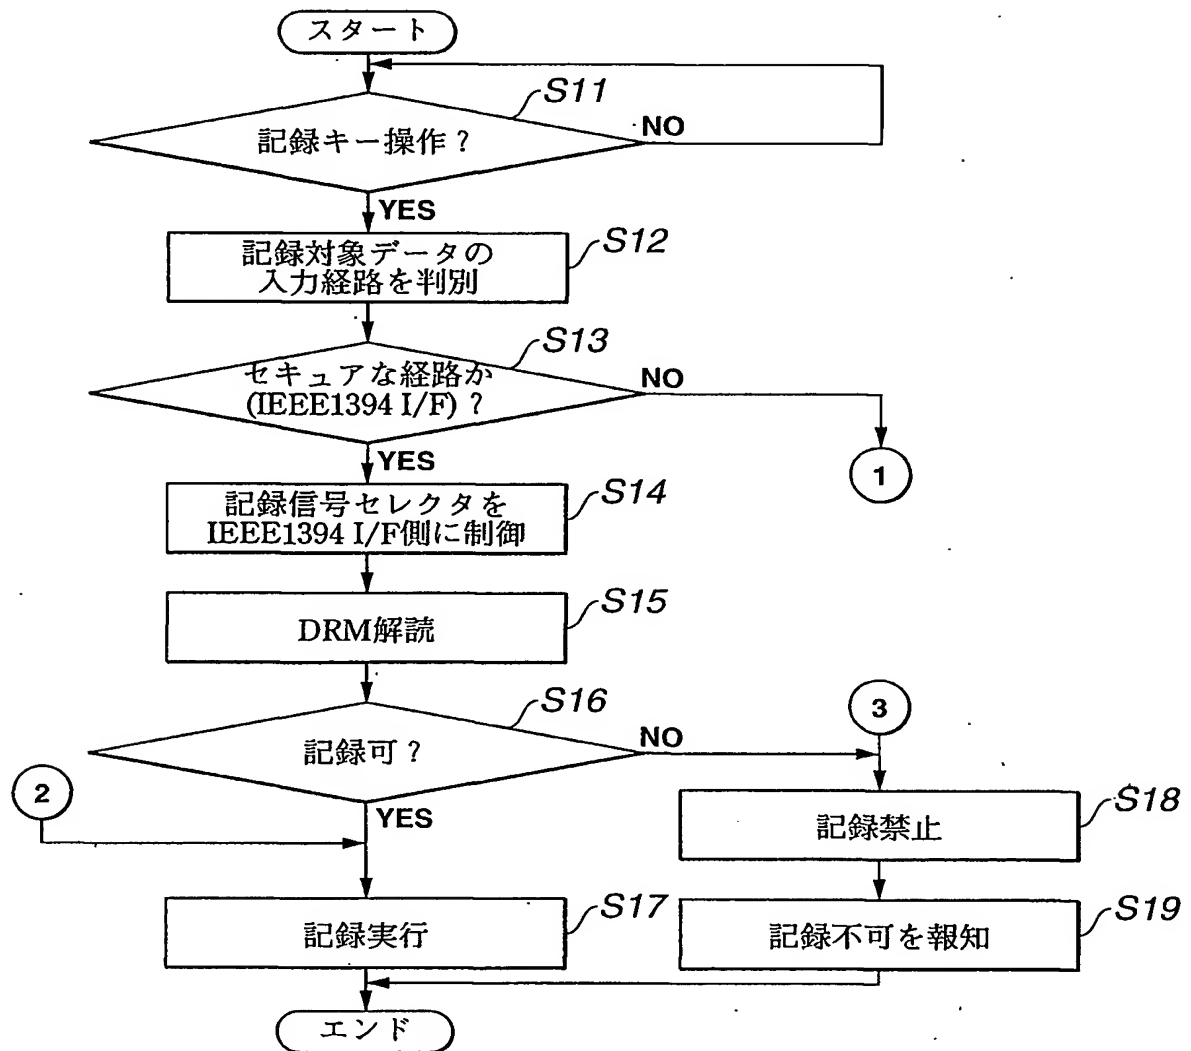 スタート
S11
記録キー操作?
NO
YES
S12
記録対象データの
入力経路を判別
S13
セキュアな経路か
(IEEE1394 I/F)?
NO
YES
1
S14
記録信号セレクタを
IEEE1394 I/F側に制御
S15
DRM解読
S16
記録可?
NO
3
2
YES
S18
記録禁止
S17
記録実行
S19
記録不可を報知
エンド